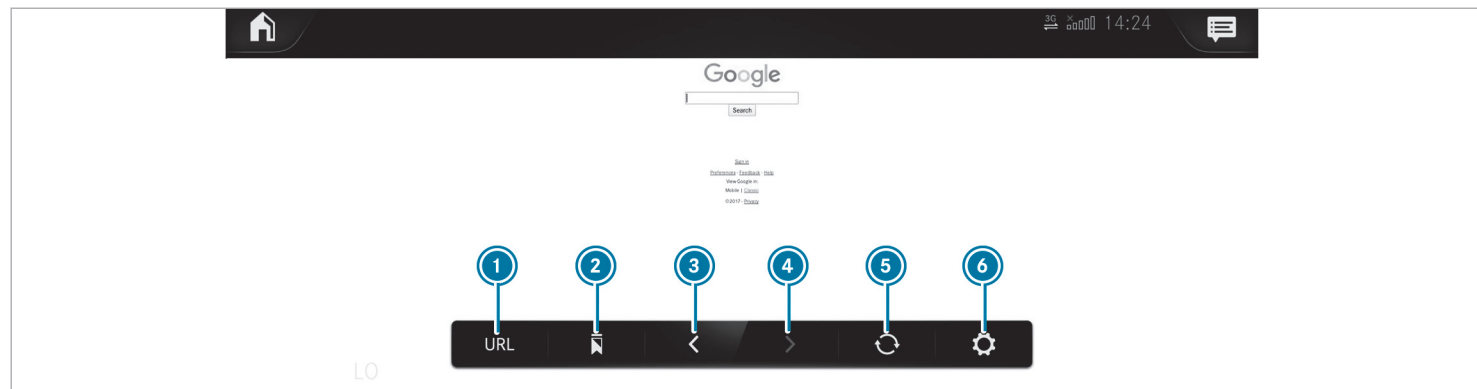 3G 14:24
Google
Search
Sign in
Preferences - Feedback - Help
View Google in:
Mobile | Classic
©2017 - Privacy
1 2 3 4 5 6
URL
LO